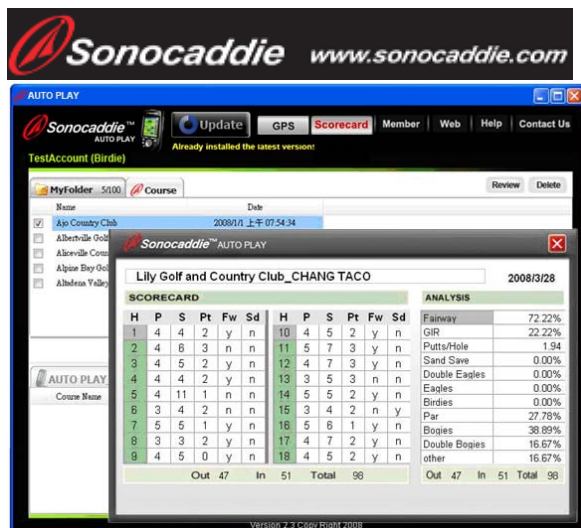 Sonocaddie www.sonocaddie.com
AUTO PLAY
Sonocaddie™ AUTO PLAY
Update
GPS Scorecard Member Web Help Contact Us
Already installed the latest version!
TestAccount (Birdie)
MyFolder 5/100 Course Review Delete
Name Date
Ajo Country Club 2008/1/1 上午 07:54:34
Albertville Golf
Aliceville Coun
Alpine Bay Gol
Altadena Valley
AUTO PLAY
Course Name
Sonocaddie™ AUTO PLAY
Lily Golf and Country Club_CHANG TACO 2008/3/28
SCORECARD ANALYSIS
H P S Pt Fw Sd H P S Pt Fw Sd
1 4 4 2 y n 10 4 5 2 y n
2 4 6 3 n n 11 5 7 3 y n
3 4 5 2 y n 12 4 7 3 y n
4 4 4 2 y n 13 3 5 3 n n
5 4 11 1 n n 14 5 5 2 y n
6 3 4 2 n n 15 3 4 2 n y
7 5 5 1 y n 16 5 6 1 y n
8 3 3 2 y n 17 4 7 2 y n
9 4 5 0 y n 18 4 5 2 y n
Out 47 In 51 Total 98
Fairway 72.22%
GIR 22.22%
Putts/Hole 1.94
Sand Save 0.00%
Double Eagles 0.00%
Eagles 0.00%
Birdies 0.00%
Par 27.78%
Bogies 38.89%
Double Bogies 16.67%
other 16.67%
Out 47 In 51 Total 98
Version 2.3 Copy Right 2008